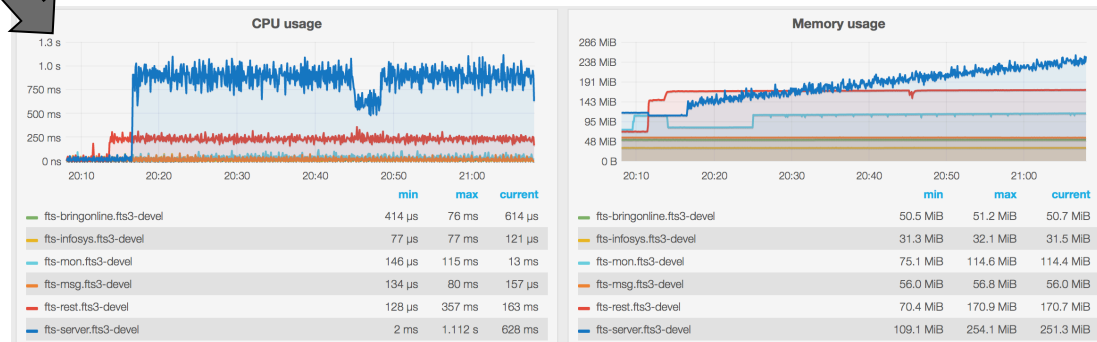 CPU usage
1.3 s
1.0 s
750 ms
500 ms
250 ms
0 ns
20:10 20:20 20:30 20:40 20:50 21:00
min max current
fts-bringonline.fts3-devel 414 µs 76 ms 614 µs
fts-infosys.fts3-devel 77 µs 77 ms 121 µs
fts-mon.fts3-devel 146 µs 115 ms 13 ms
fts-msg.fts3-devel 134 µs 80 ms 157 µs
fts-rest.fts3-devel 128 µs 357 ms 163 ms
fts-server.fts3-devel 2 ms 1.112 s 628 ms
Memory usage
286 MiB
238 MiB
191 MiB
143 MiB
95 MiB
48 MiB
0 B
20:10 20:20 20:30 20:40 20:50 21:00
min max current
fts-bringonline.fts3-devel 50.5 MiB 51.2 MiB 50.7 MiB
fts-infosys.fts3-devel 31.3 MiB 32.1 MiB 31.5 MiB
fts-mon.fts3-devel 75.1 MiB 114.6 MiB 114.4 MiB
fts-msg.fts3-devel 56.0 MiB 56.8 MiB 56.0 MiB
fts-rest.fts3-devel 70.4 MiB 170.9 MiB 170.7 MiB
fts-server.fts3-devel 109.1 MiB 254.1 MiB 251.3 MiB